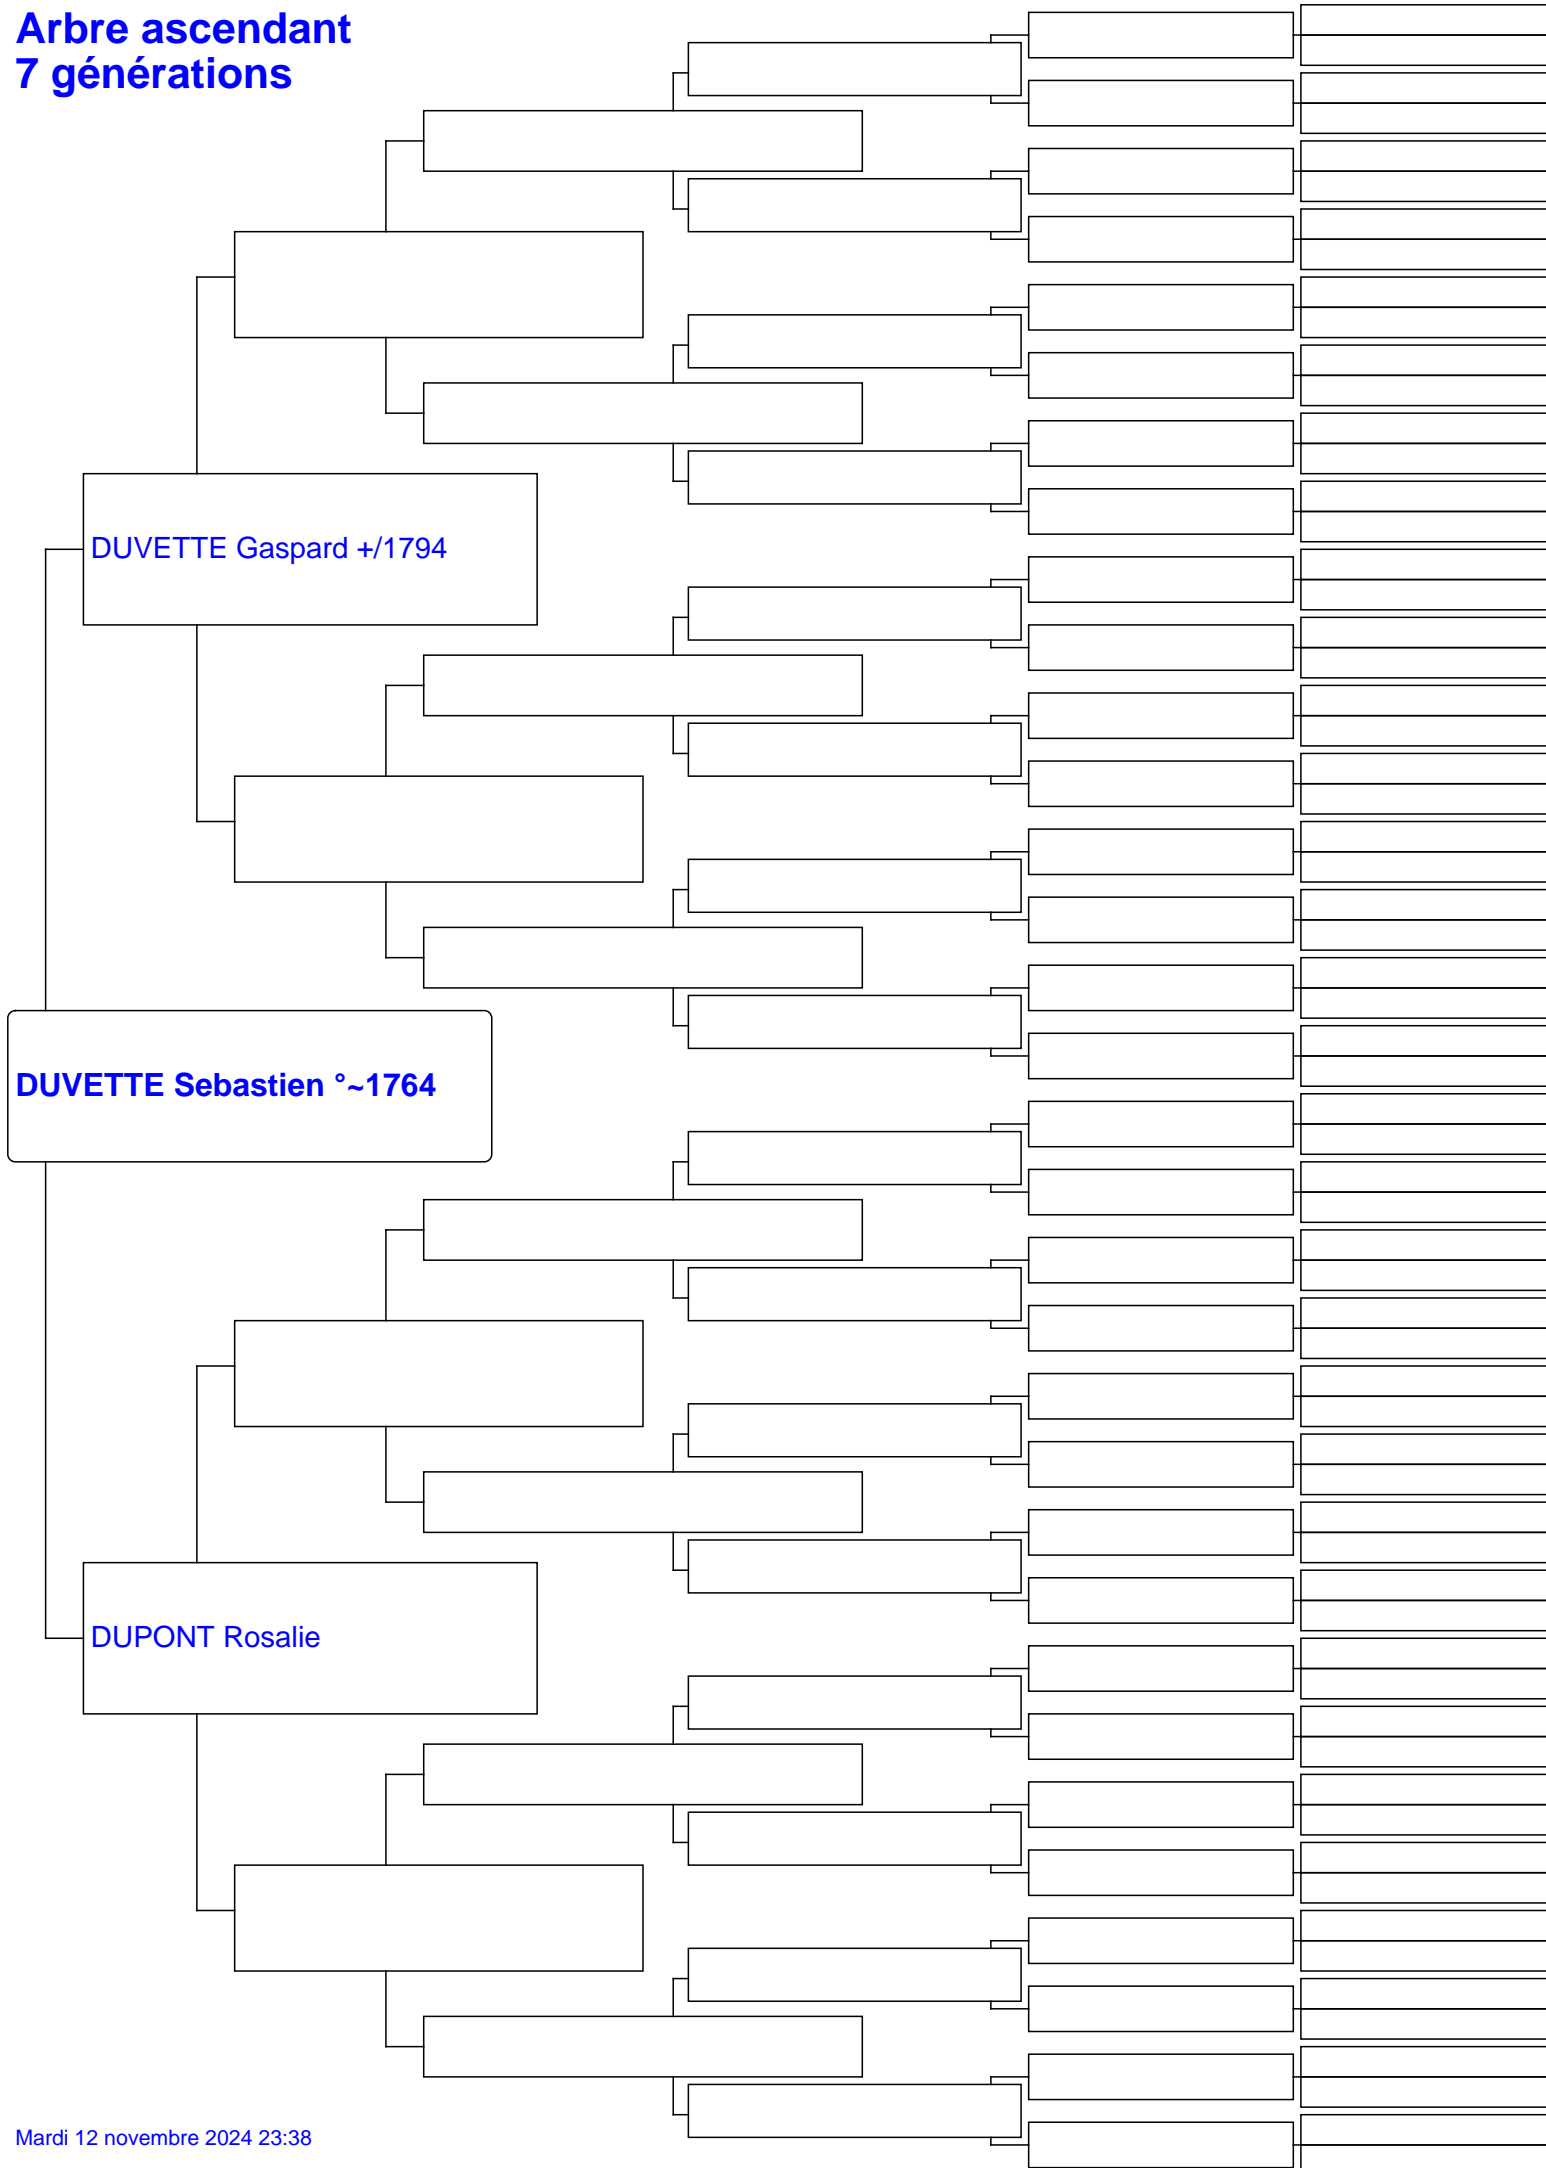 Arbre ascendant
7 générations
DUVETTE Gaspard +/1794
DUVETTE Sebastien °~1764
DUPONT Rosalie
Mardi 12 novembre 2024 23:38